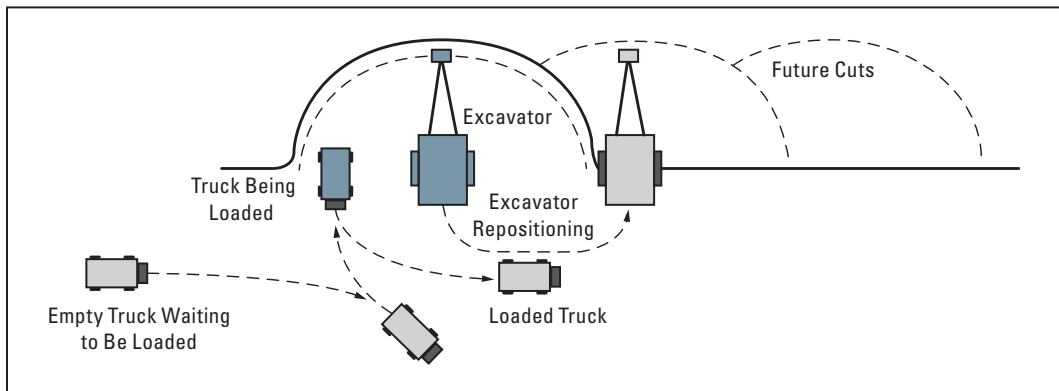 Future Cuts
Excavator
Truck Being
Loaded
Excavator
Repositioning
Empty Truck Waiting
to Be Loaded
Loaded Truck